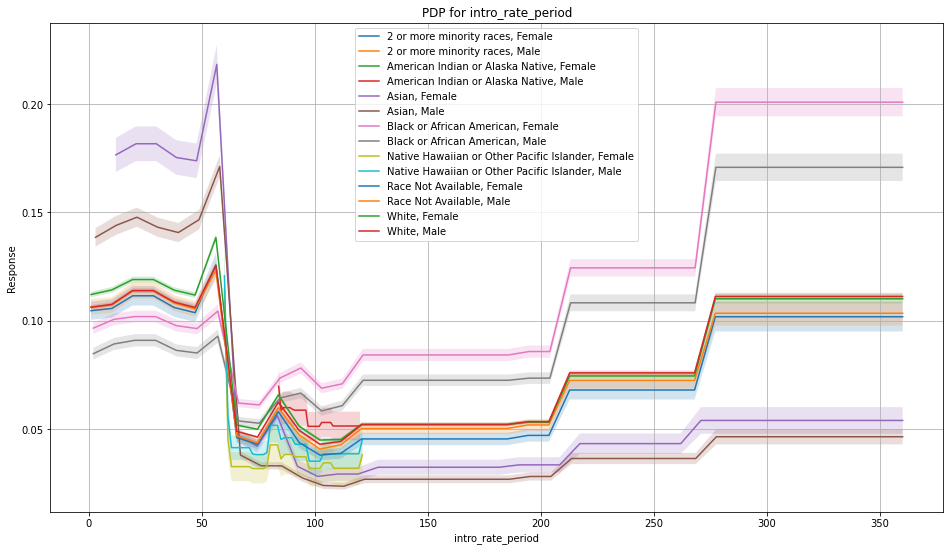 PDP for intro_rate_period
2 or more minority races, Female
2 or more minority races, Male
American Indian or Alaska Native, Female
American Indian or Alaska Native, Male
Asian, Female
Asian, Male
Black or African American, Female
Black or African American, Male
Native Hawaiian or Other Pacific Islander, Female
Native Hawaiian or Other Pacific Islander, Male
Race Not Available, Female
Race Not Available, Male
White, Female
White, Male
Response
0.20
0.15
0.10
0.05
0 50 100 150 200 250 300 350
intro_rate_period